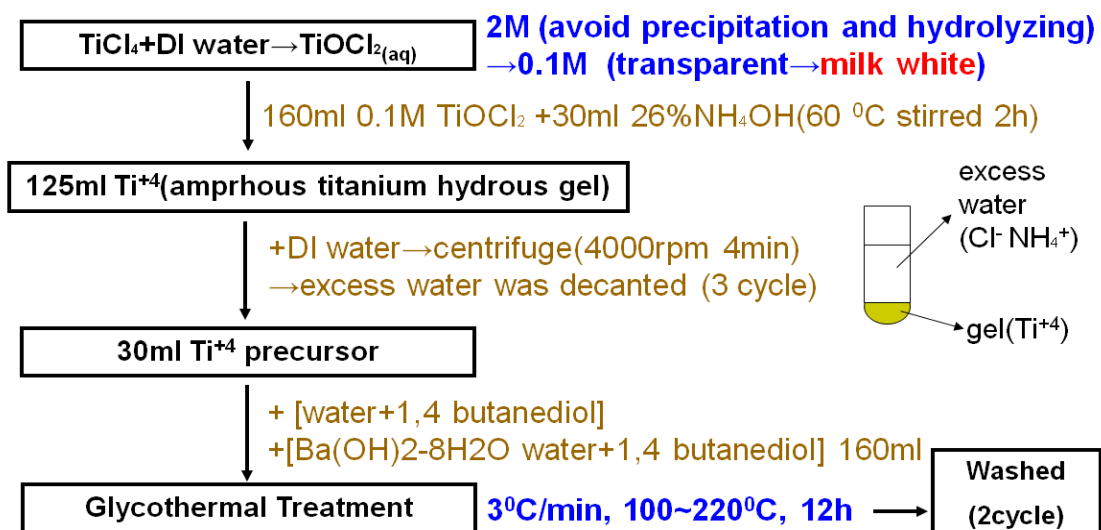 TiCl₄+DI water→TiOCl₂(aq)
2M (avoid precipitation and hydrolyzing)
→0.1M (transparent→milk white)
160ml 0.1M TiOCl₂ +30ml 26%NH₄OH(60 ⁰C stirred 2h)
125ml Ti⁺⁴(amprhous titanium hydrous gel)
+DI water→centrifuge(4000rpm 4min)
→excess water was decanted (3 cycle)
excess
water
(Cl⁻ NH₄⁺)
gel(Ti⁺⁴)
30ml Ti⁺⁴ precursor
+ [water+1,4 butanediol]
+[Ba(OH)2-8H2O water+1,4 butanediol] 160ml
Glycothermal Treatment
3⁰C/min, 100~220⁰C, 12h
Washed
(2cycle)